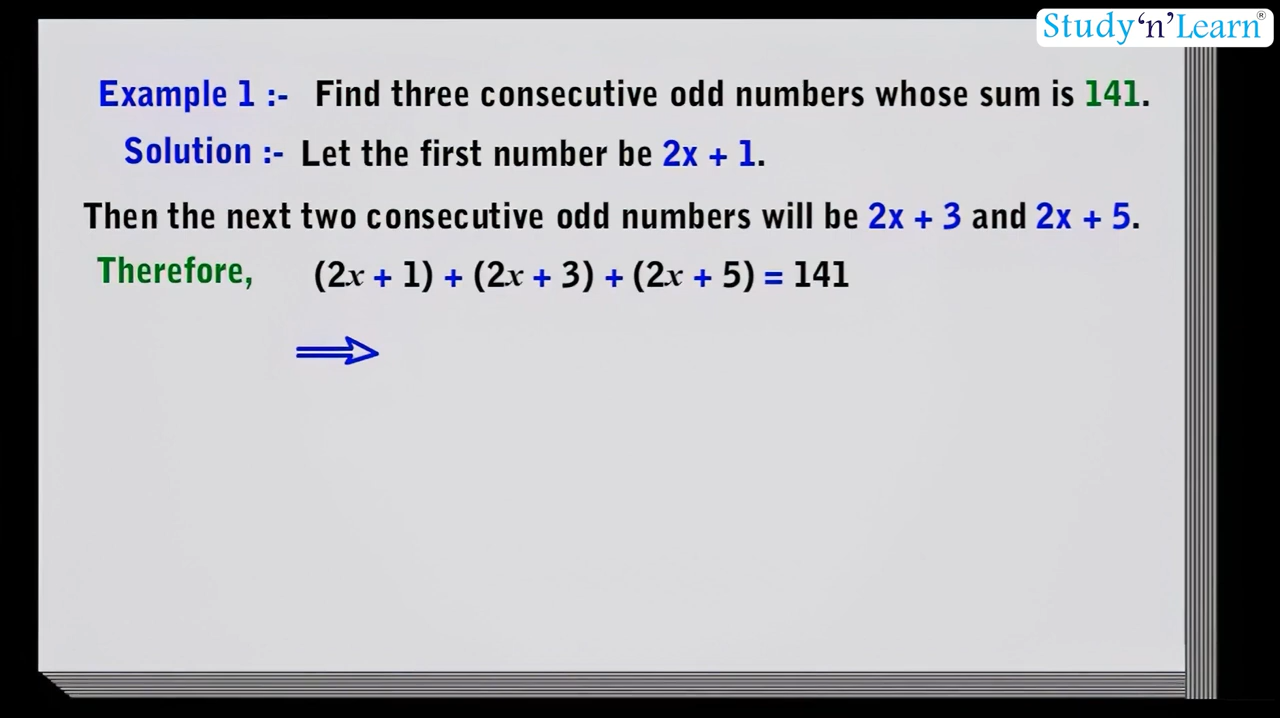 Study‘n’Learn®
Example 1 :- Find three consecutive odd numbers whose sum is 141.
Solution :- Let the first number be 2x + 1.
Then the next two consecutive odd numbers will be 2x + 3 and 2x + 5.
Therefore, (2x + 1) + (2x + 3) + (2x + 5) = 141
⟹